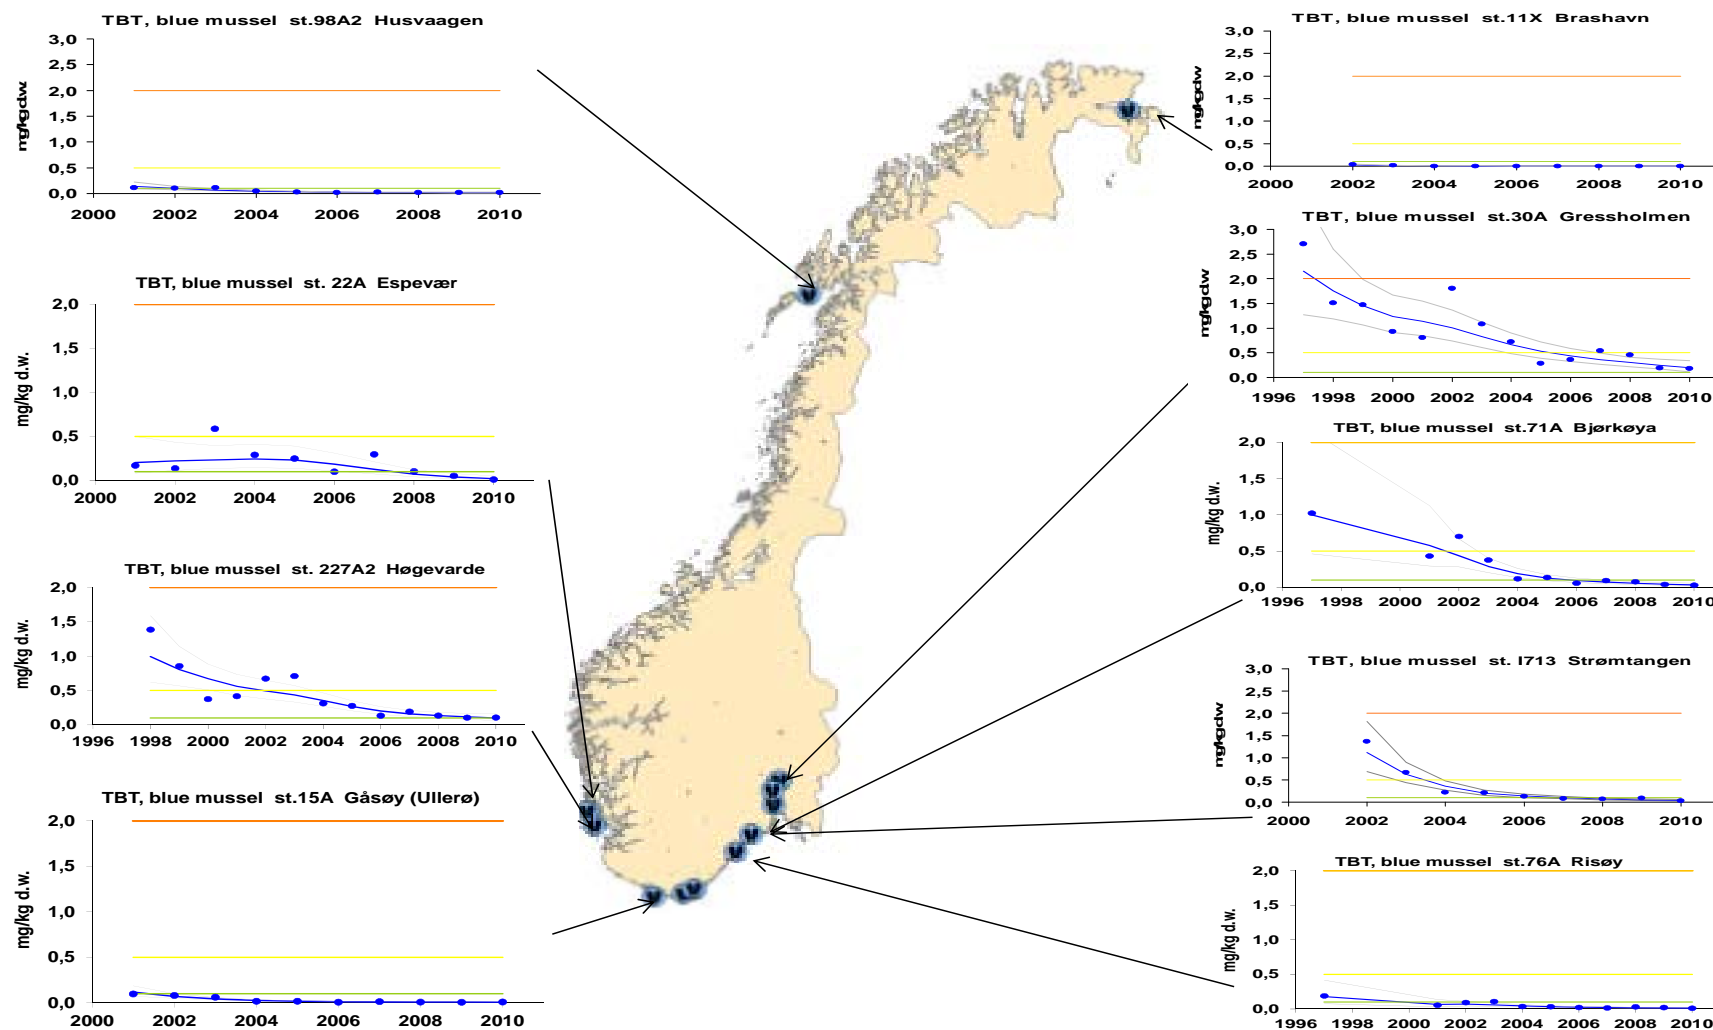 TBT, blue mussel st.98A2 Husvaagen
mg/kg d.w.
3,0
2,5
2,0
1,5
1,0
0,5
0,0
2000 2002 2004 2006 2008 2010
TBT, blue mussel st. 22A Espevær
mg/kg d.w.
2,0
1,5
1,0
0,5
0,0
2000 2002 2004 2006 2008 2010
TBT, blue mussel st. 227A2 Høgevarde
mg/kg d.w.
2,0
1,5
1,0
0,5
0,0
1996 1998 2000 2002 2004 2006 2008 2010
TBT, blue mussel st.15A Gåsøy (Ullerø)
mg/kg d.w.
2,0
1,5
1,0
0,5
0,0
2000 2002 2004 2006 2008 2010
TBT, blue mussel st.11X Brashavn
mg/kg d.w.
3,0
2,5
2,0
1,5
1,0
0,5
0,0
2000 2002 2004 2006 2008 2010
TBT, blue mussel st.30A Gressholmen
mg/kg d.w.
3,0
2,5
2,0
1,5
1,0
0,5
0,0
1996 1998 2000 2002 2004 2006 2008 2010
TBT, blue mussel st.71A Bjørkøya
mg/kg d.w.
2,0
1,5
1,0
0,5
0,0
1996 1998 2000 2002 2004 2006 2008 2010
TBT, blue mussel st. I713 Strømtangen
mg/kg d.w.
3,0
2,5
2,0
1,5
1,0
0,5
0,0
2000 2002 2004 2006 2008 2010
TBT, blue mussel st.76A Risøy
mg/kg d.w.
2,0
1,5
1,0
0,5
0,0
1996 1998 2000 2002 2004 2006 2008 2010